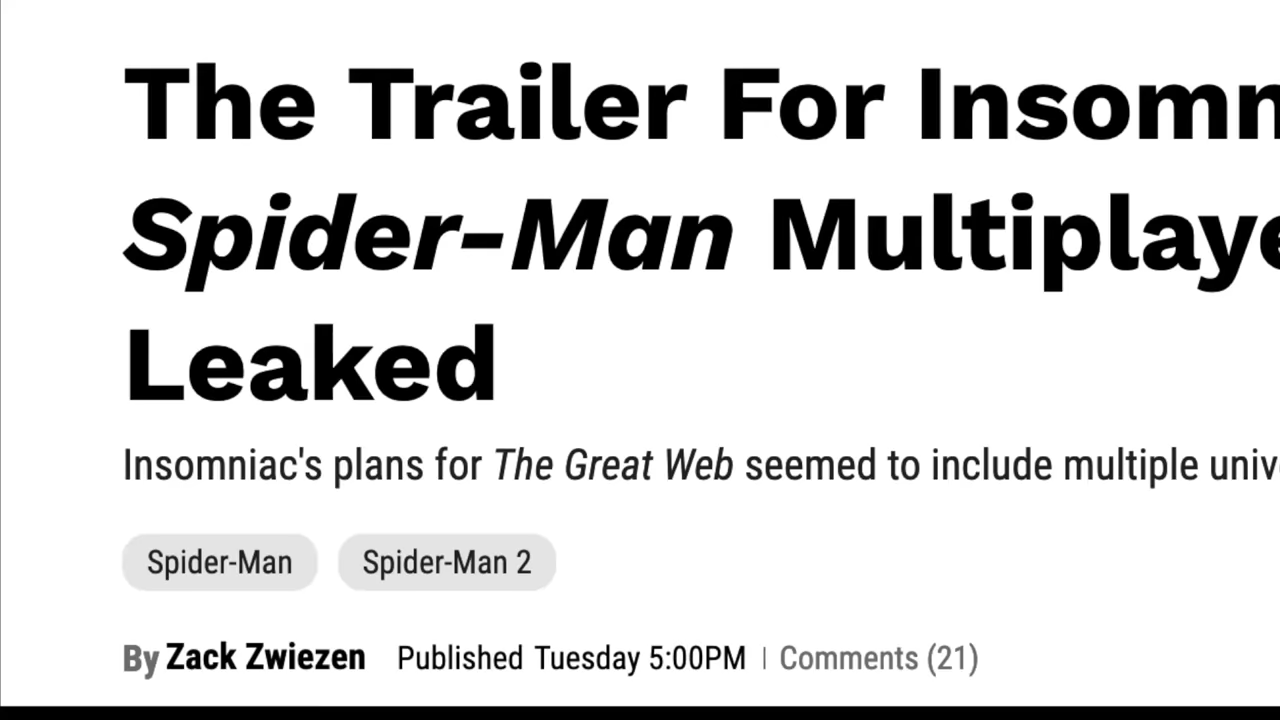 The Trailer For Insomn
Spider-Man Multiplaye
Leaked
Insomniac's plans for The Great Web seemed to include multiple univ
Spider-Man Spider-Man 2
By Zack Zwiezen Published Tuesday 5:00PM | Comments (21)